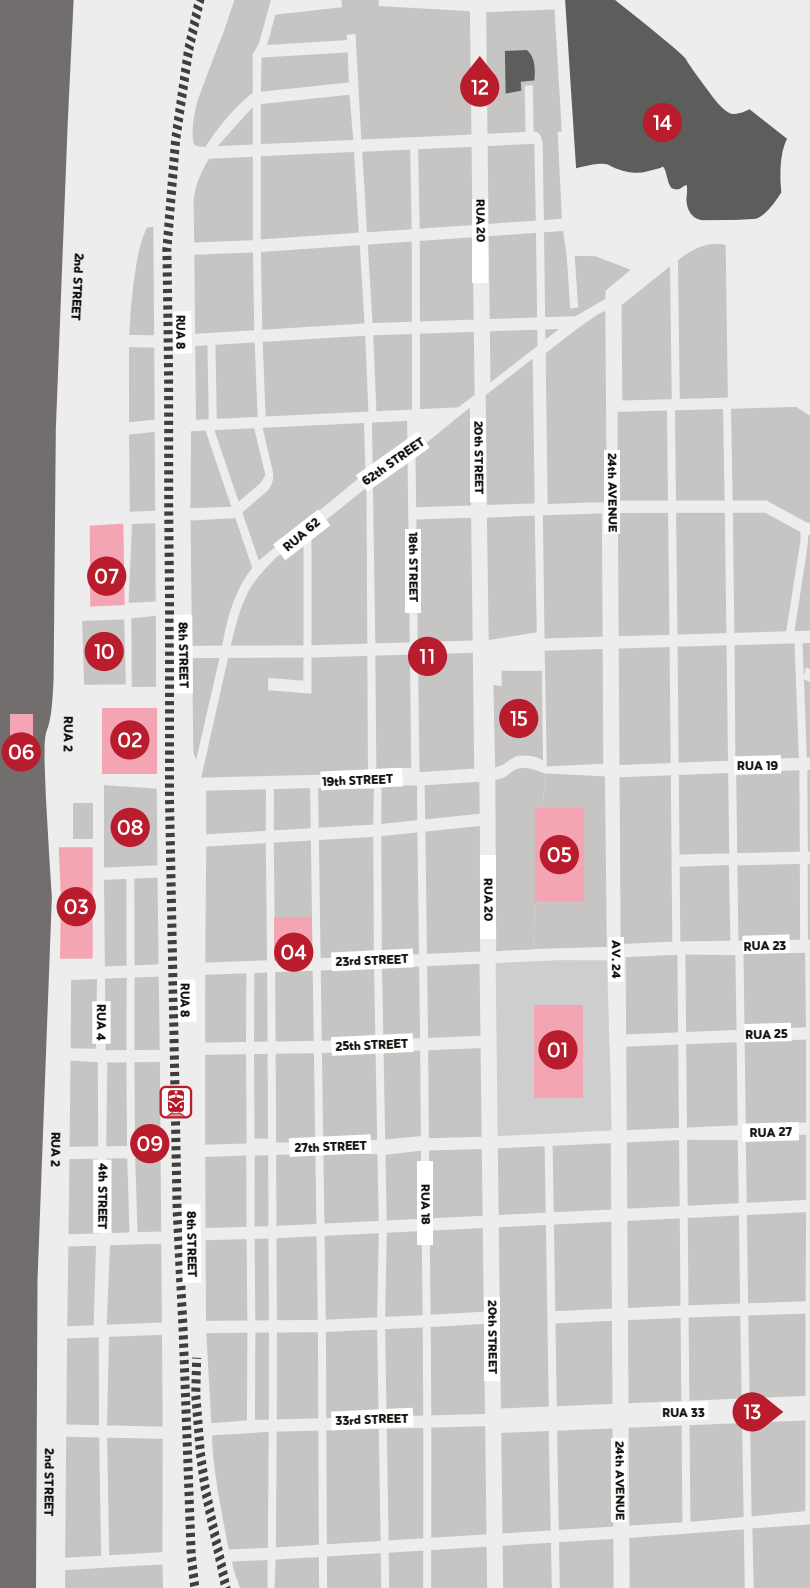 12
14
RUA 20
2nd STREET
RUA 8
20th STREET
62th STREET
24th AVENUE
RUA 62
18th STREET
07
10
8th STREET
11
15
RUA 2
02
06
RUA 19
19th STREET
08
05
03
RUA 20
04
RUA 23
23rd STREET
AV. 24
RUA 8
RUA 4
RUA 25
25th STREET
01
RUA 27
09
27th STREET
RUA 2
4th STREET
RUA 18
8th STREET
20th STREET
RUA 33
13
33rd STREET
2nd STREET
24th AVENUE